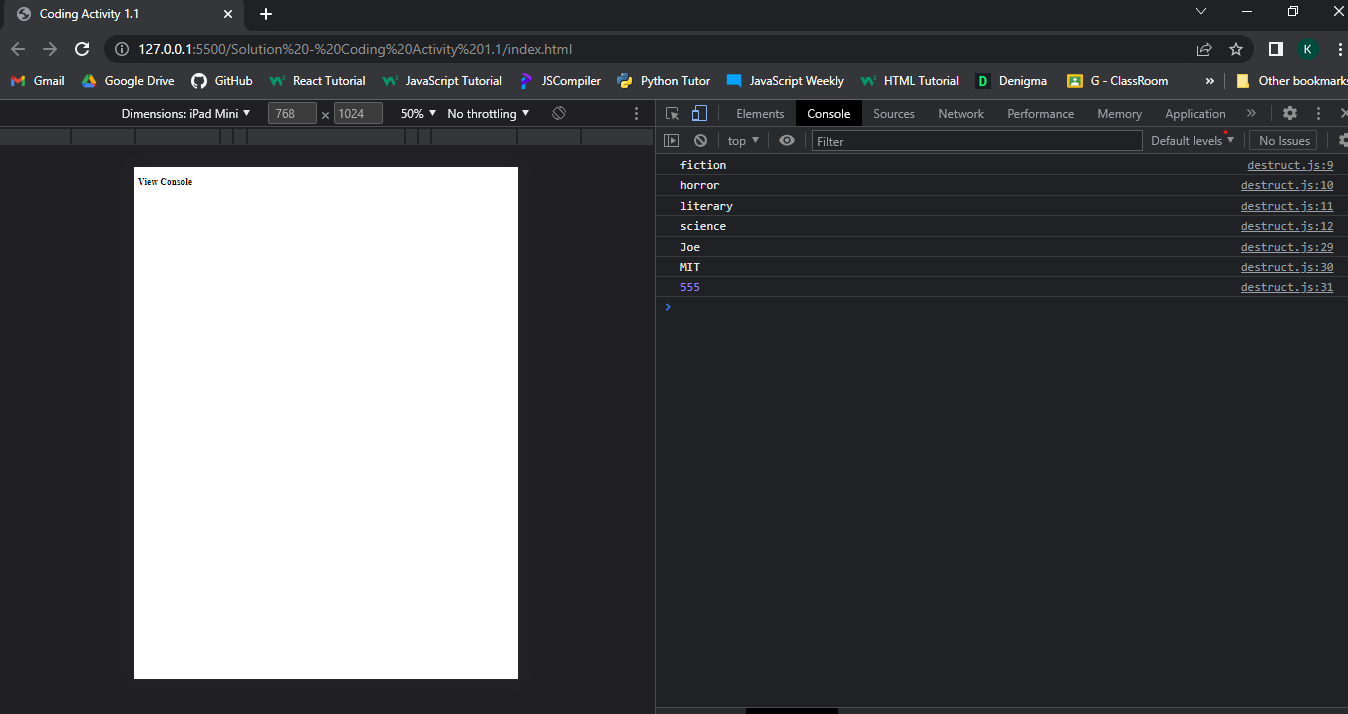 Coding Activity 1.1
127.0.0.1:5500/Solution%20-%20Coding%20Activity%201.1/index.html
K
Gmail Google Drive GitHub React Tutorial JavaScript Tutorial JSCompiler Python Tutor JavaScript Weekly HTML Tutorial D Denigma G - ClassRoom » Other bookmarks
Dimensions: iPad Mini ▼ 768 × 1024 50% ▼ No throttling ▼
Elements Console Sources Network Performance Memory Application »
top ▼ Filter Default levels ▼ No Issues
View Console
fiction destruct.js:9
horror destruct.js:10
literary destruct.js:11
science destruct.js:12
Joe destruct.js:29
MIT destruct.js:30
555 destruct.js:31